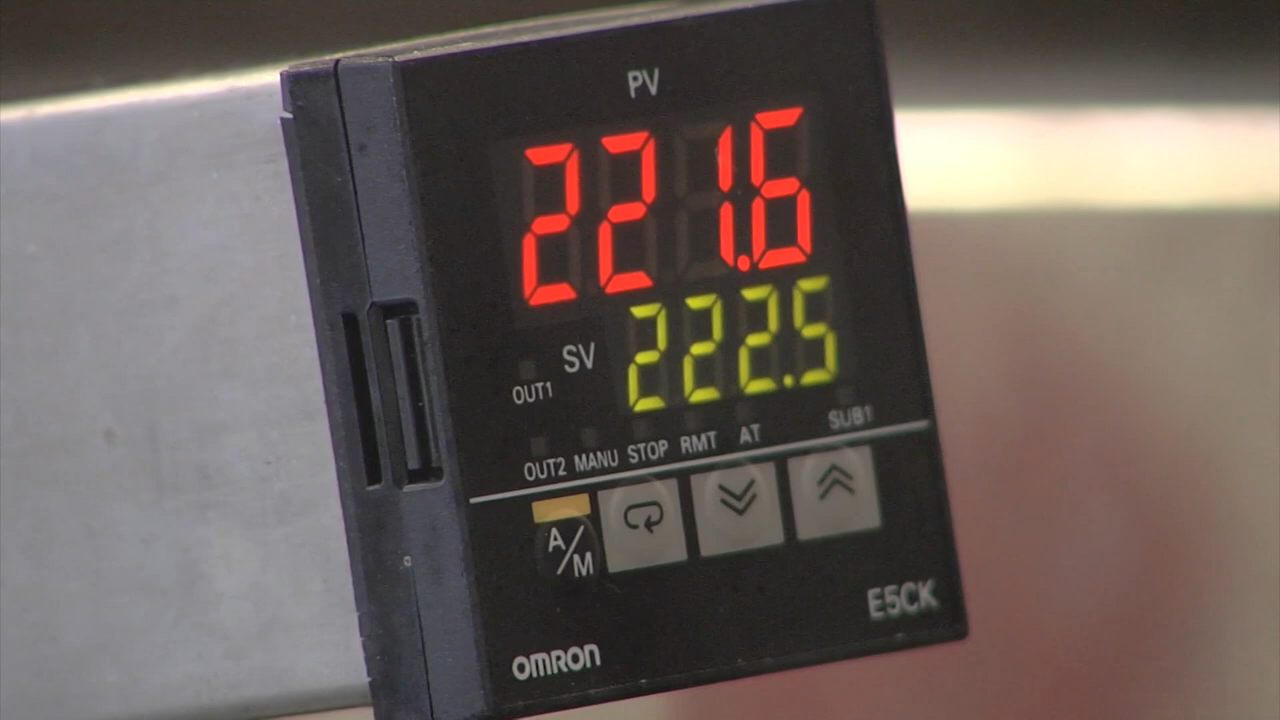 PV
221.6
SV 222.5
OUT1
OUT2 MANU STOP RMT AT SUB1
A/M
E5CK
OMRON